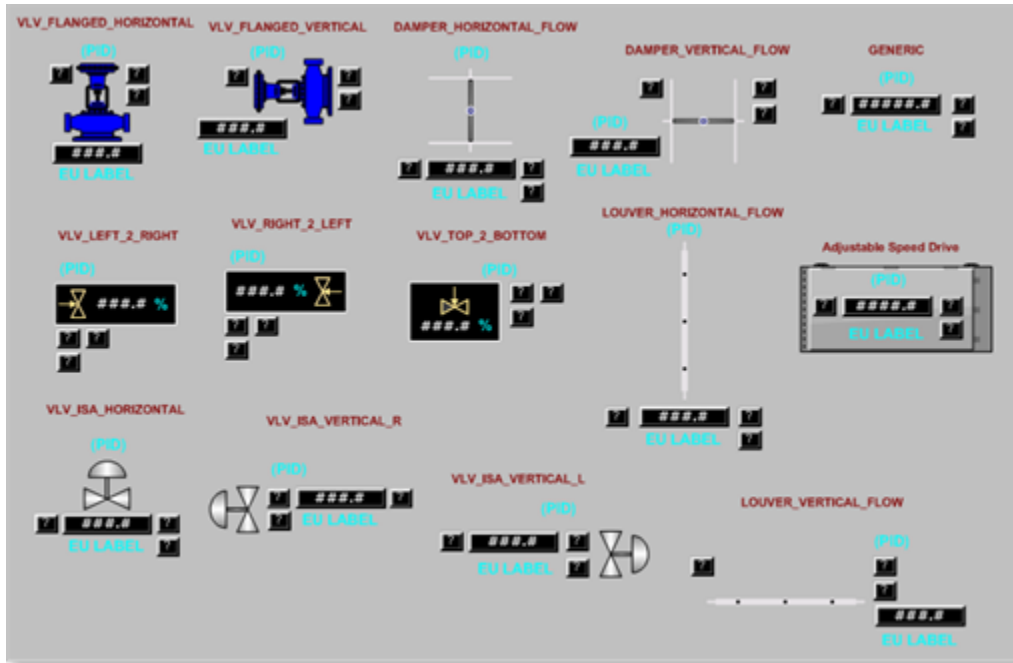 VLV_FLANGED_HORIZONTAL
(PID)
?
?
?
###.#
EU LABEL
VLV_FLANGED_VERTICAL
(PID)
?
?
?
###.#
EU LABEL
DAMPER_HORIZONTAL_FLOW
(PID)
? ###.# ?
EU LABEL ?
DAMPER_VERTICAL_FLOW
?
?
?
(PID)
###.#
EU LABEL
GENERIC
(PID)
? #####.# ?
EU LABEL ?
VLV_LEFT_2_RIGHT
(PID)
###.# %
? ?
?
VLV_RIGHT_2_LEFT
(PID)
###.# %
? ?
?
VLV_TOP_2_BOTTOM
(PID)
? ?
?
###.# %
LOUVER_HORIZONTAL_FLOW
(PID)
? ###.# ?
EU LABEL ?
Adjustable Speed Drive
(PID)
? ####.# ?
EU LABEL ?
VLV_ISA_HORIZONTAL
(PID)
? ###.# ?
EU LABEL ?
VLV_ISA_VERTICAL_R
(PID)
? ###.# ?
? EU LABEL
VLV_ISA_VERTICAL_L
(PID)
? ###.# ?
EU LABEL ?
LOUVER_VERTICAL_FLOW
(PID)
? ?
?
###.#
EU LABEL